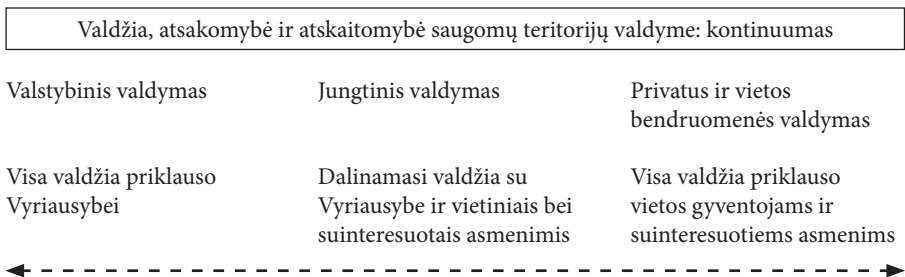 Valdžia, atsakomybė ir atskaitomybė saugomų teritorijų valdyme: kontinuumas
Valstybinis valdymas
Jungtinis valdymas
Privatus ir vietos
bendruomenės valdymas
Visa valdžia priklauso
Vyriausybei
Dalinamasi valdžia su
Vyriausybe ir vietiniais bei
suinteresuotais asmenimis
Visa valdžia priklauso
vietos gyventojams ir
suinteresuotiems asmenims